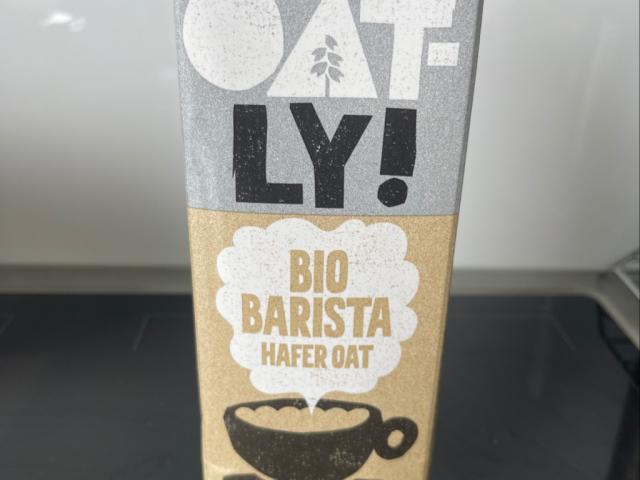 OAT-
LY!
BIO
BARISTA
HAFER OAT